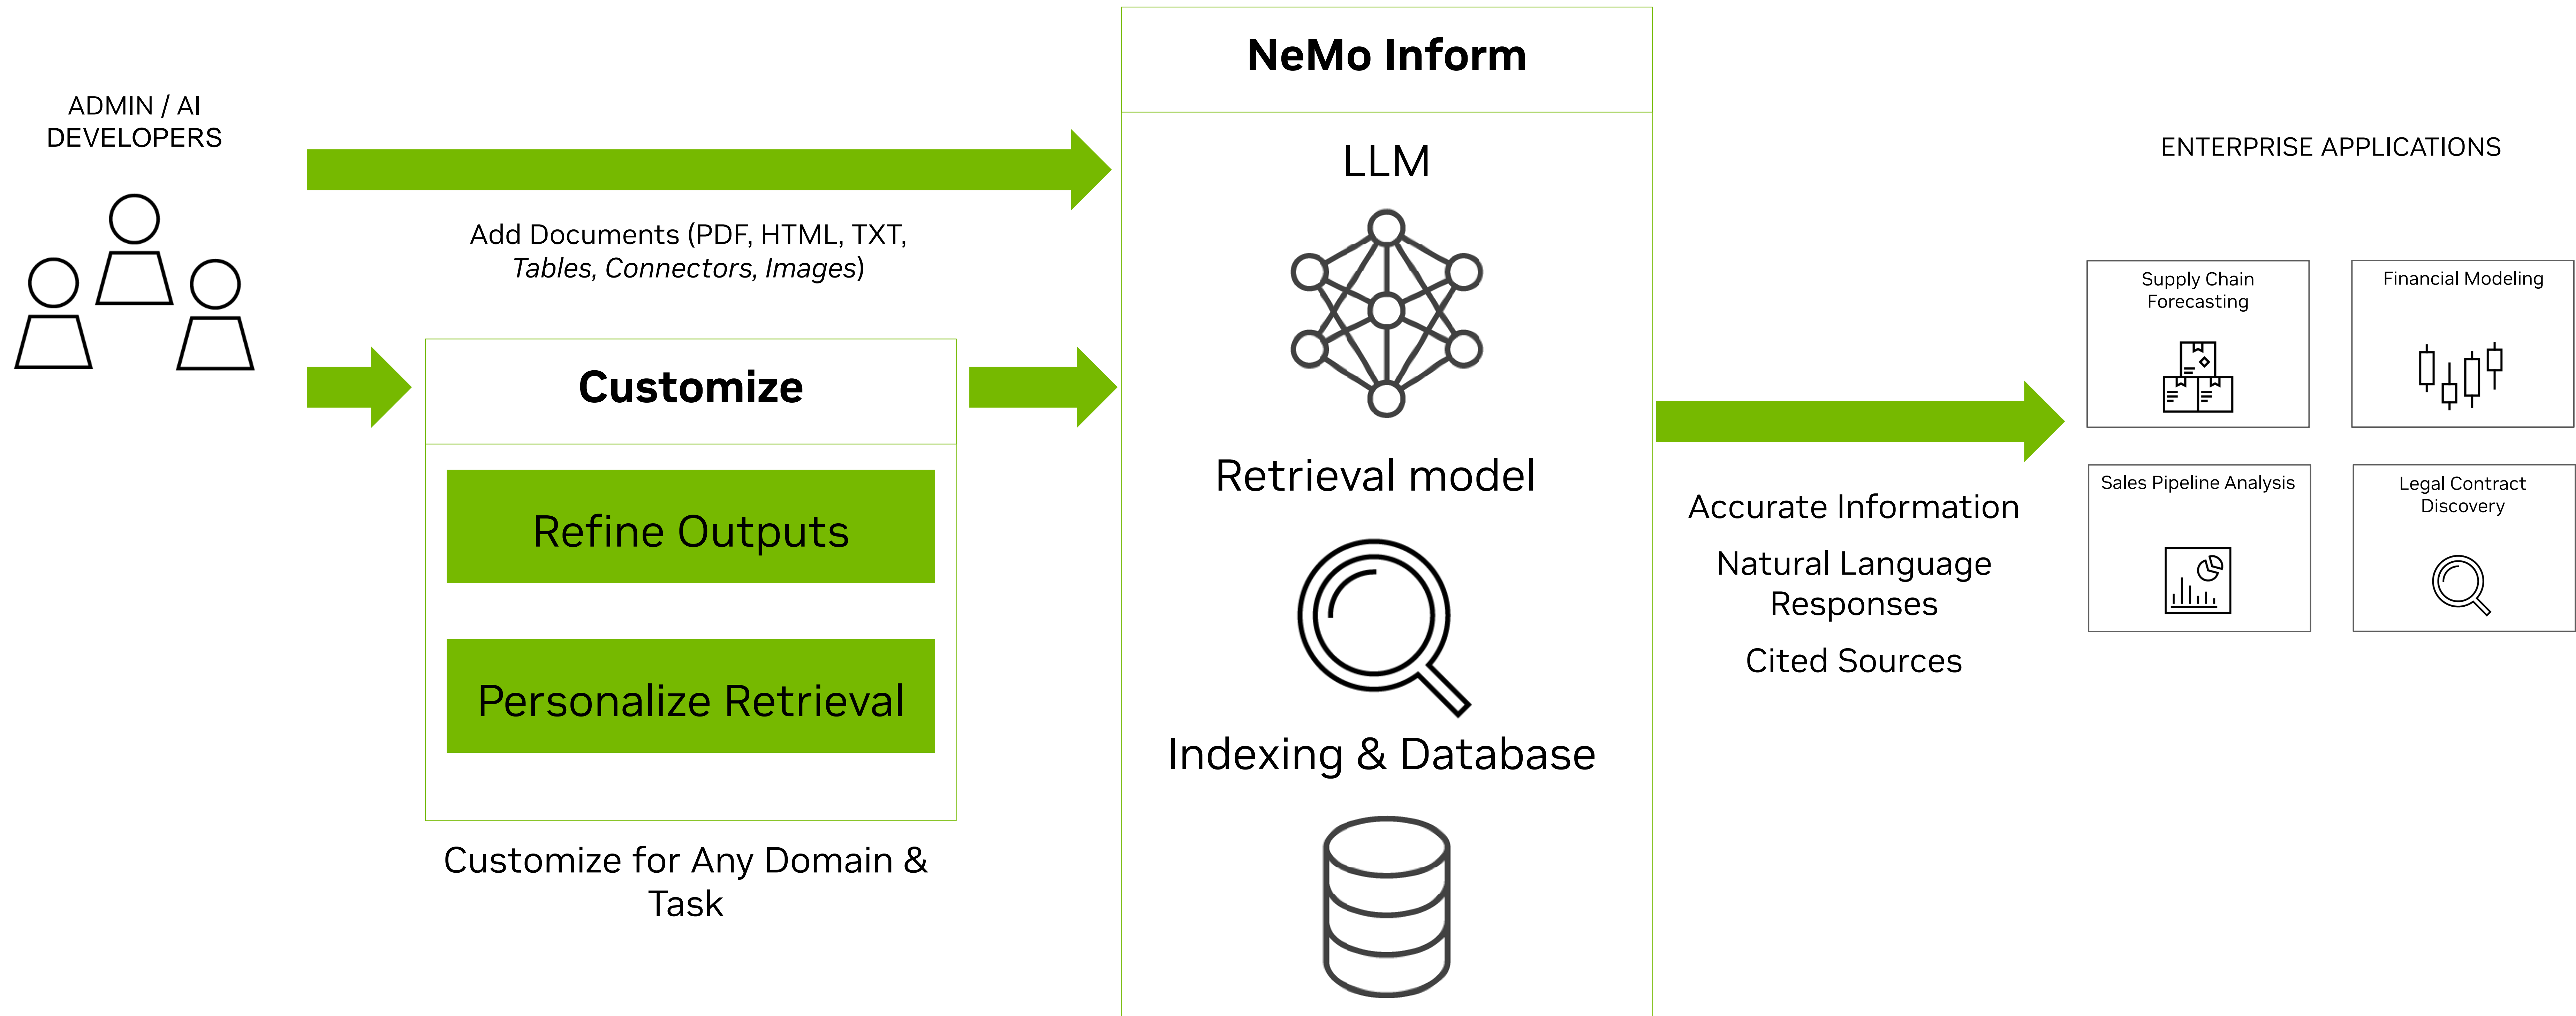 ADMIN / AI
DEVELOPERS
Add Documents (PDF, HTML, TXT,
Tables, Connectors, Images)
Customize
Refine Outputs
Personalize Retrieval
Customize for Any Domain &
Task
NeMo Inform
LLM
Retrieval model
Indexing & Database
Accurate Information
Natural Language
Responses
Cited Sources
ENTERPRISE APPLICATIONS
Supply Chain
Forecasting
Financial Modeling
Sales Pipeline Analysis
Legal Contract
Discovery